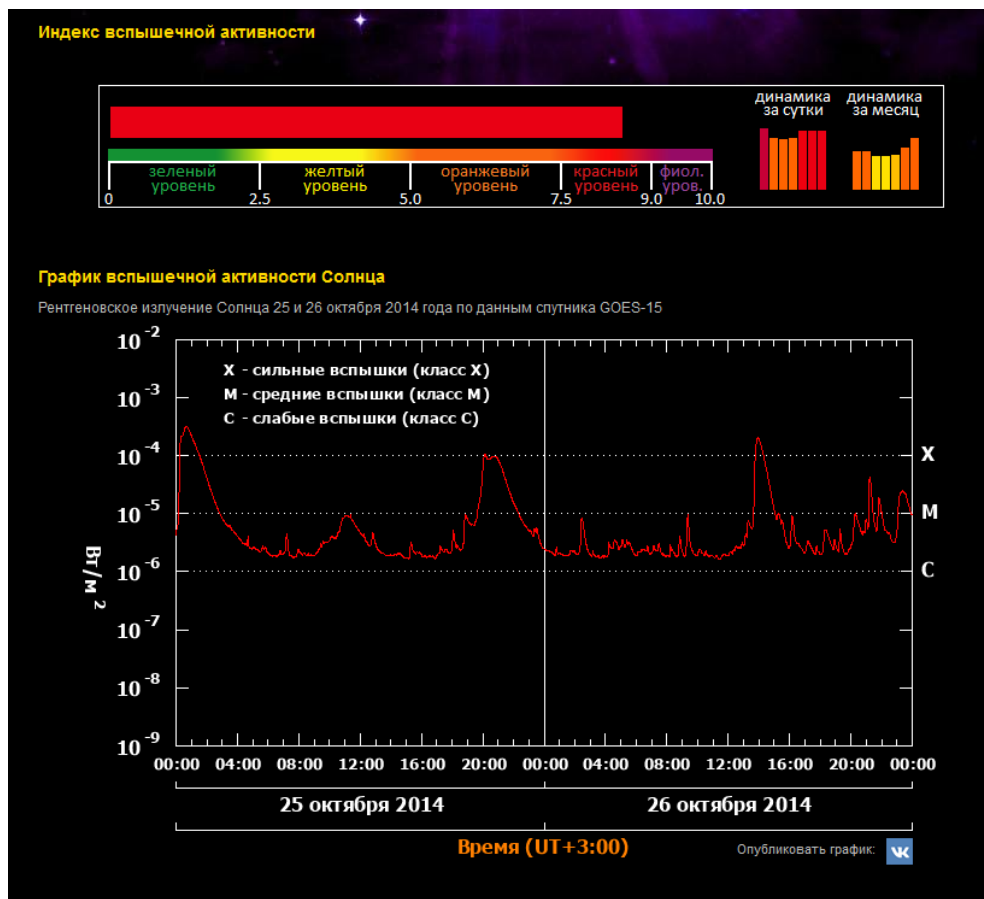 Индекс вспышечной активности
динамика
за сутки
динамика
за месяц
зеленый
уровень
желтый
уровень
оранжевый
уровень
красный
уровень
фиол.
уров.
0
2.5
5.0
7.5
9.0
10.0
График вспышечной активности Солнца
Рентгеновское излучение Солнца 25 и 26 октября 2014 года по данным спутника GOES-15
10⁻²
X - сильные вспышки (класс X)
M - средние вспышки (класс M)
C - слабые вспышки (класс C)
10⁻³
10⁻⁴
10⁻⁵
10⁻⁶
10⁻⁷
10⁻⁸
10⁻⁹
Вт/м²
X
M
C
00:00 04:00 08:00 12:00 16:00 20:00 00:00 04:00 08:00 12:00 16:00 20:00 00:00
25 октября 2014
26 октября 2014
Время (UT+3:00)
Опубликовать график: